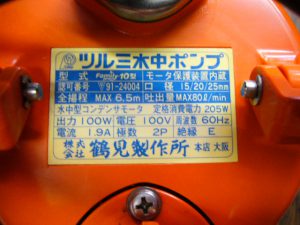 ツルミ水中ポンプ
型式 Family-10型 モータ保護装置内蔵
認可番号 〒91-24004 口径 15/20/25mm
全揚程 MAX 6.5m 吐出量 MAX80ℓ/min
水中型コンデンサモータ 定格消費電力 205W
出力 100W 電圧 100V 周波数 60Hz
電流 1.9A 極数 2P 絶縁 E
株式会社 鶴見製作所 本店 大阪